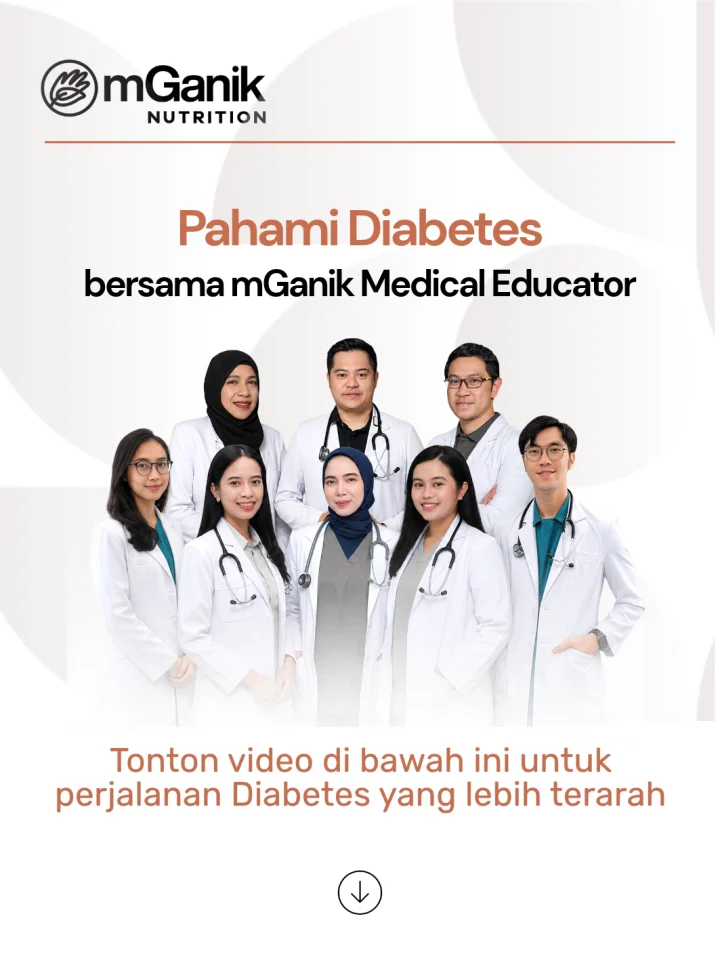 mGanik
NUTRITION
Pahami Diabetes
bersama mGanik Medical Educator
Tonton video di bawah ini untuk
perjalanan Diabetes yang lebih terarah